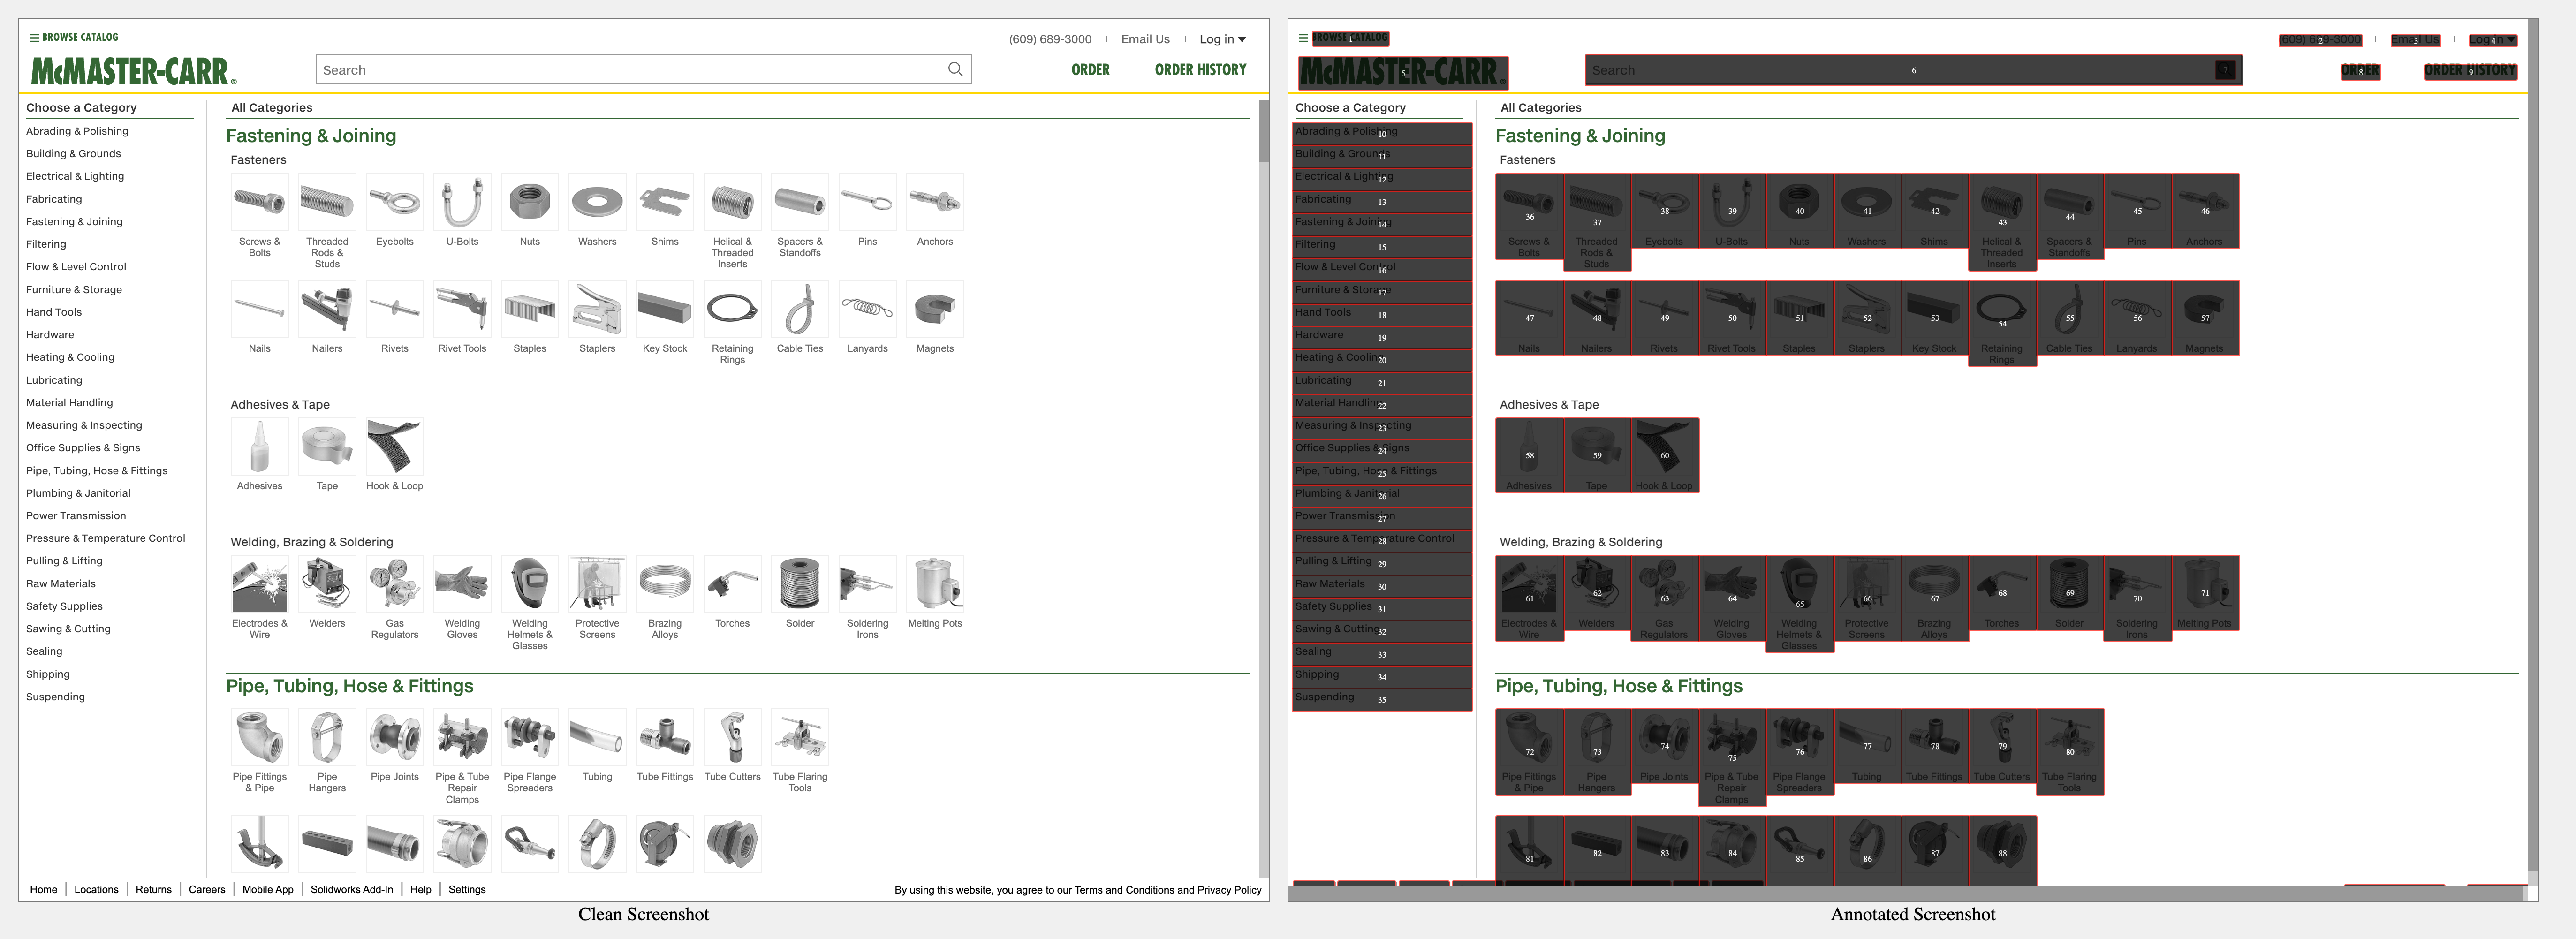 BROWSE CATALOG
(609) 689-3000
Email Us
Log in
McMASTER-CARR®
Search
ORDER
ORDER HISTORY
Choose a Category
Abrading & Polishing
Building & Grounds
Electrical & Lighting
Fabricating
Fastening & Joining
Filtering
Flow & Level Control
Furniture & Storage
Hand Tools
Hardware
Heating & Cooling
Lubricating
Material Handling
Measuring & Inspecting
Office Supplies & Signs
Pipe, Tubing, Hose & Fittings
Plumbing & Janitorial
Power Transmission
Pressure & Temperature Control
Pulling & Lifting
Raw Materials
Safety Supplies
Sawing & Cutting
Sealing
Shipping
Suspending
All Categories
Fastening & Joining
Fasteners
Screws & Bolts
Threaded Rods & Studs
Eyebolts
U-Bolts
Nuts
Washers
Shims
Helical & Threaded Inserts
Spacers & Standoffs
Pins
Anchors
Nails
Nailers
Rivets
Rivet Tools
Staples
Staplers
Key Stock
Retaining Rings
Cable Ties
Lanyards
Magnets
Adhesives & Tape
Adhesives
Tape
Hook & Loop
Welding, Brazing & Soldering
Electrodes & Wire
Welders
Gas Regulators
Welding Gloves
Welding Helmets & Glasses
Protective Screens
Brazing Alloys
Torches
Solder
Soldering Irons
Melting Pots
Pipe, Tubing, Hose & Fittings
Pipe Fittings & Pipe
Pipe Hangers
Pipe Joints
Pipe & Tube Repair Clamps
Pipe Flange Spreaders
Tubing
Tube Fittings
Tube Cutters
Tube Flaring Tools
Home
Locations
Returns
Careers
Mobile App
Solidworks Add-In
Help
Settings
By using this website, you agree to our Terms and Conditions and Privacy Policy
Clean Screenshot
BROWSE CATALOG 1
(609) 689-3000 2
Email Us 3
Log in 4
McMASTER-CARR® 5
Search 6
7
ORDER 8
ORDER HISTORY 9
Choose a Category
Abrading & Polishing 10
Building & Grounds 11
Electrical & Lighting 12
Fabricating 13
Fastening & Joining 14
Filtering 15
Flow & Level Control 16
Furniture & Storage 17
Hand Tools 18
Hardware 19
Heating & Cooling 20
Lubricating 21
Material Handling 22
Measuring & Inspecting 23
Office Supplies & Signs 24
Pipe, Tubing, Hose & Fittings 25
Plumbing & Janitorial 26
Power Transmission 27
Pressure & Temperature Control 28
Pulling & Lifting 29
Raw Materials 30
Safety Supplies 31
Sawing & Cutting 32
Sealing 33
Shipping 34
Suspending 35
All Categories
Fastening & Joining
Fasteners
36 Screws & Bolts
37 Threaded Rods & Studs
38 Eyebolts
39 U-Bolts
40 Nuts
41 Washers
42 Shims
43 Helical & Threaded Inserts
44 Spacers & Standoffs
45 Pins
46 Anchors
47 Nails
48 Nailers
49 Rivets
50 Rivet Tools
51 Staples
52 Staplers
53 Key Stock
54 Retaining Rings
55 Cable Ties
56 Lanyards
57 Magnets
Adhesives & Tape
58 Adhesives
59 Tape
60 Hook & Loop
Welding, Brazing & Soldering
61 Electrodes & Wire
62 Welders
63 Gas Regulators
64 Welding Gloves
65 Welding Helmets & Glasses
66 Protective Screens
67 Brazing Alloys
68 Torches
69 Solder
70 Soldering Irons
71 Melting Pots
Pipe, Tubing, Hose & Fittings
72 Pipe Fittings & Pipe
73 Pipe Hangers
74 Pipe Joints
75 Pipe & Tube Repair Clamps
76 Pipe Flange Spreaders
77 Tubing
78 Tube Fittings
79 Tube Cutters
80 Tube Flaring Tools
81
82
83
84
85
86
87
88
Annotated Screenshot